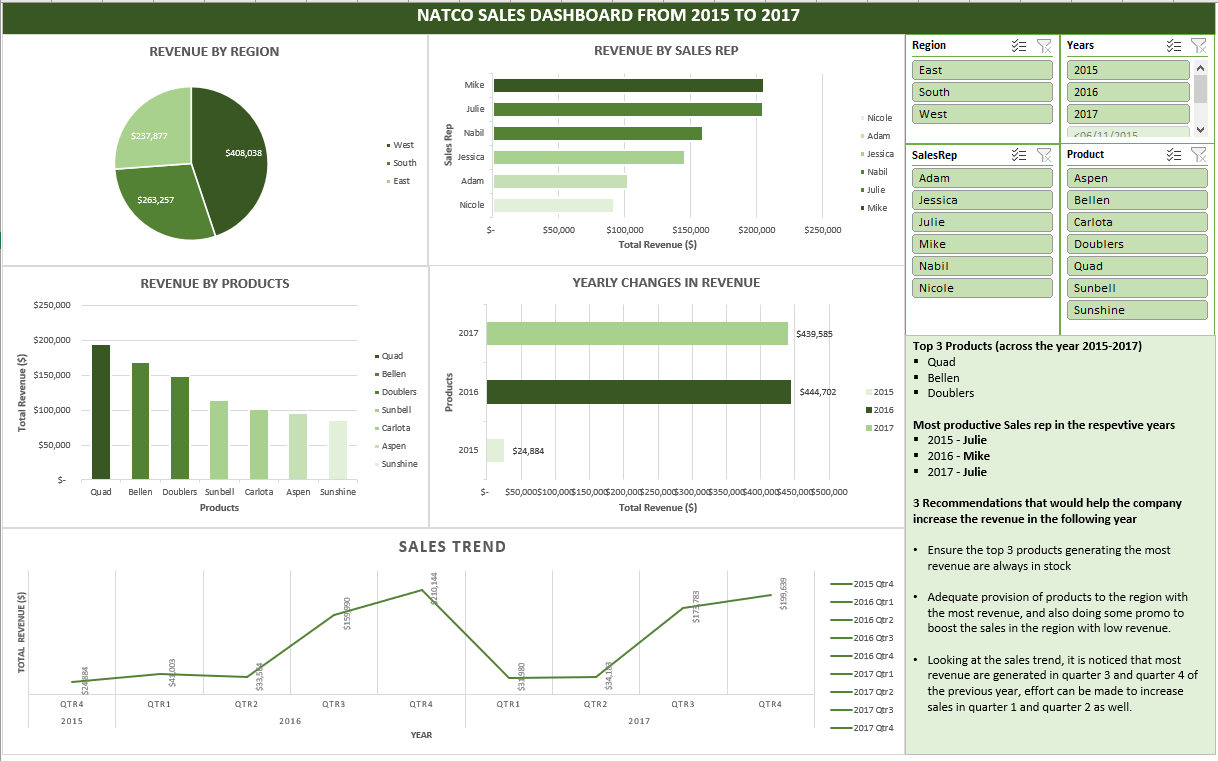 NATCO SALES DASHBOARD FROM 2015 TO 2017
REVENUE BY REGION
$237,877
$408,038
$263,257
West
South
East
REVENUE BY SALES REP
Sales Rep
Mike
Julie
Nabil
Jessica
Adam
Nicole
$-
$50,000
$100,000
$150,000
$200,000
$250,000
Total Revenue ($)
Nicole
Adam
Jessica
Nabil
Julie
Mike
Region
East
South
West
Years
2015
2016
2017
<06/11/2015
SalesRep
Adam
Jessica
Julie
Mike
Nabil
Nicole
Product
Aspen
Bellen
Carlota
Doublers
Quad
Sunbell
Sunshine
REVENUE BY PRODUCTS
Total Revenue ($)
$250,000
$200,000
$150,000
$100,000
$50,000
$-
Quad
Bellen
Doublers
Sunbell
Carlota
Aspen
Sunshine
Products
Quad
Bellen
Doublers
Sunbell
Carlota
Aspen
Sunshine
YEARLY CHANGES IN REVENUE
Products
2017
$439,585
2016
$444,702
2015
$24,884
$-
$50,000
$100,000
$150,000
$200,000
$250,000
$300,000
$350,000
$400,000
$450,000
$500,000
Total Revenue ($)
2015
2016
2017
Top 3 Products (across the year 2015-2017)
▪ Quad
▪ Bellen
▪ Doublers
Most productive Sales rep in the respevtive years
▪ 2015 - Julie
▪ 2016 - Mike
▪ 2017 - Julie
3 Recommendations that would help the company
increase the revenue in the following year
• Ensure the top 3 products generating the most
revenue are always in stock
• Adequate provision of products to the region with
the most revenue, and also doing some promo to
boost the sales in the region with low revenue.
• Looking at the sales trend, it is noticed that most
revenue are generated in quarter 3 and quarter 4 of
the previous year, effort can be made to increase
sales in quarter 1 and quarter 2 as well.
SALES TREND
TOTAL REVENUE ($)
$24,884
$210,144
$173,783
$199,639
QTR4
QTR1
QTR2
QTR3
QTR4
QTR1
QTR2
QTR3
QTR4
2015
2016
2017
YEAR
2015 Qtr4
2016 Qtr1
2016 Qtr2
2016 Qtr3
2016 Qtr4
2017 Qtr1
2017 Qtr2
2017 Qtr3
2017 Qtr4